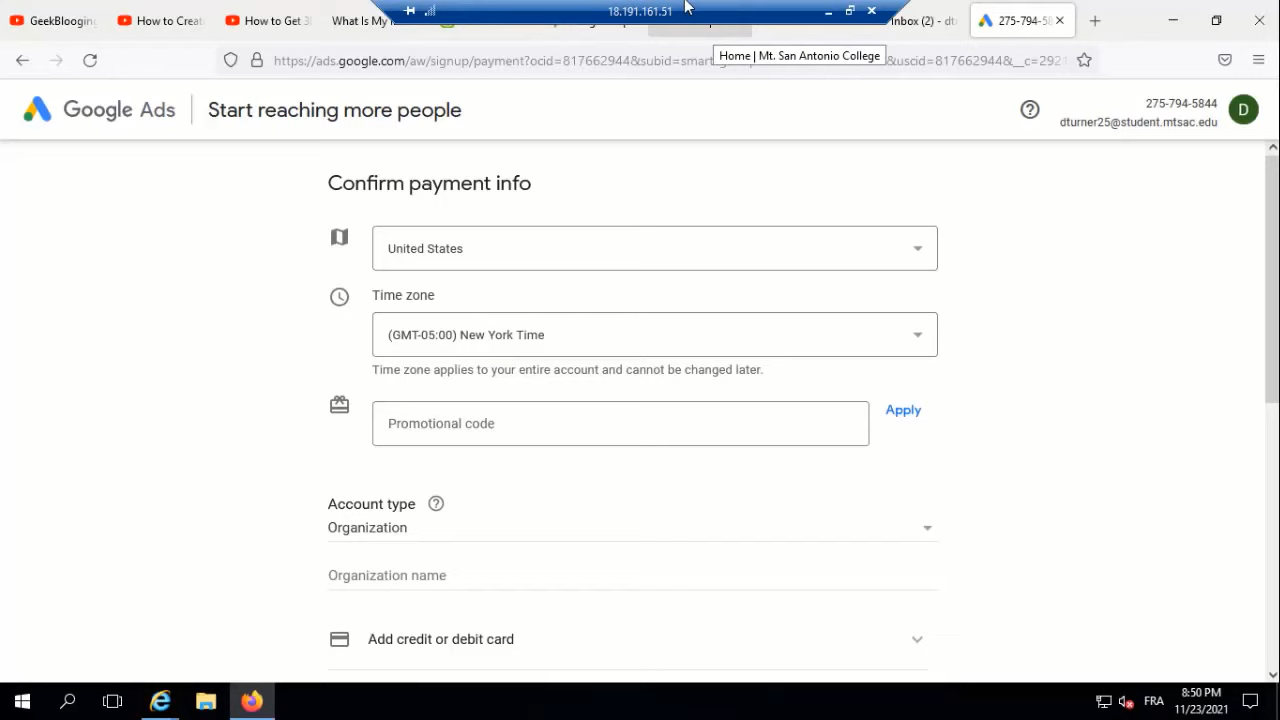 18.191.161.51
GeekBlooging
How to Creat
How to Get 3
What Is My
Inbox (2) - dt
275-794-58
Home | Mt. San Antonio College
https://ads.google.com/aw/signup/payment?ocid=817662944&subid=smart
&uscid=817662944&__c=2921
Google Ads
Start reaching more people
275-794-5844
dturner25@student.mtsac.edu
D
Confirm payment info
United States
Time zone
(GMT-05:00) New York Time
Time zone applies to your entire account and cannot be changed later.
Promotional code
Apply
Account type
Organization
Organization name
Add credit or debit card
FRA
8:50 PM
11/23/2021